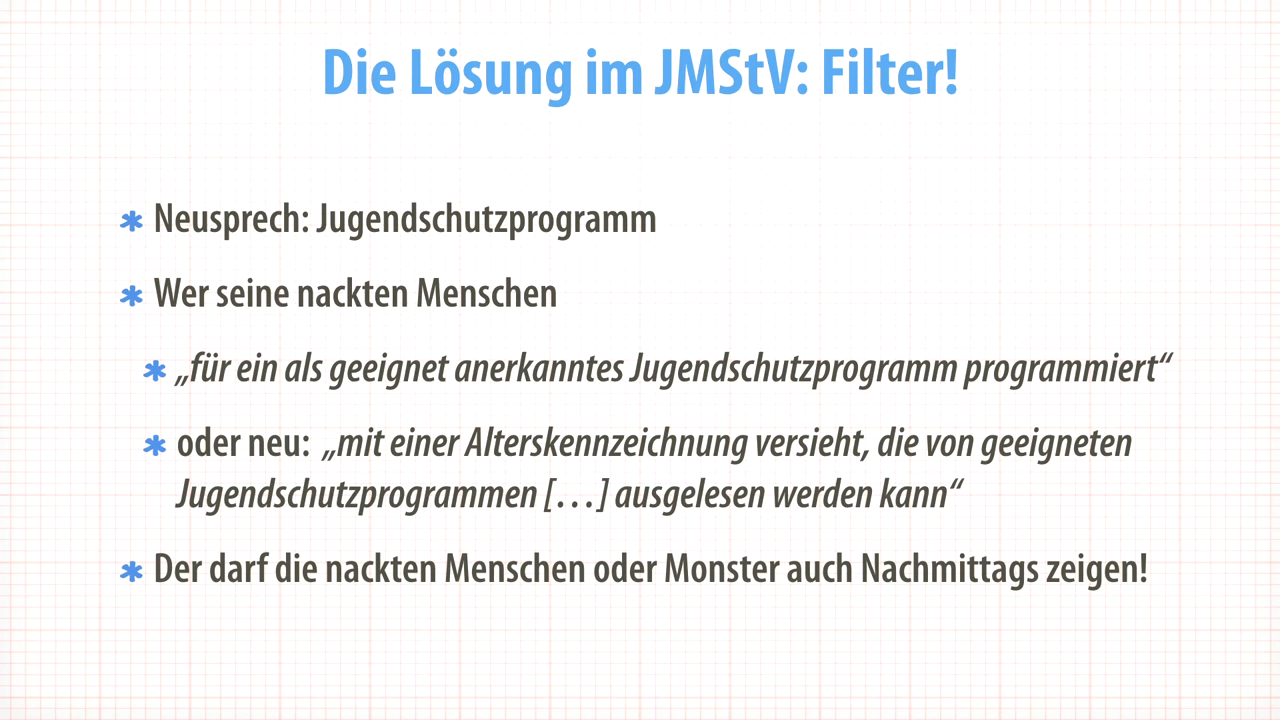 Die Lösung im JMStV: Filter!
* Neusprech: Jugendschutzprogramm
* Wer seine nackten Menschen
* „für ein als geeignet anerkanntes Jugendschutzprogramm programmiert“
* oder neu: „mit einer Alterskennzeichnung versieht, die von geeigneten
Jugendschutzprogrammen […] ausgelesen werden kann“
* Der darf die nackten Menschen oder Monster auch Nachmittags zeigen!